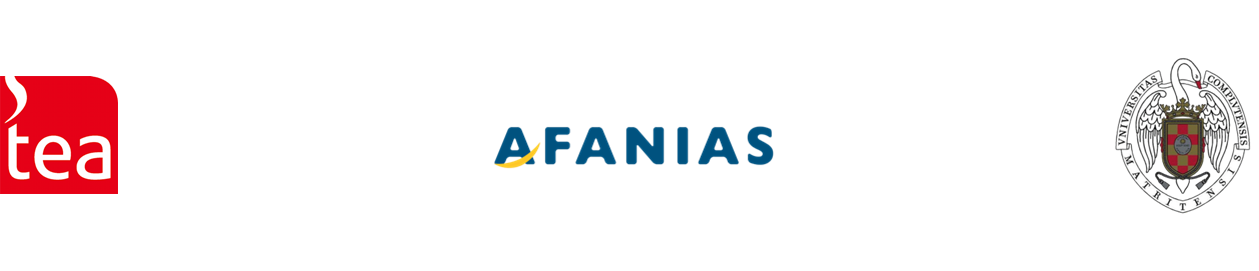 tea
AFANIAS
VNIVERSITAS COMPLVTENSIS
MATRITENSIS